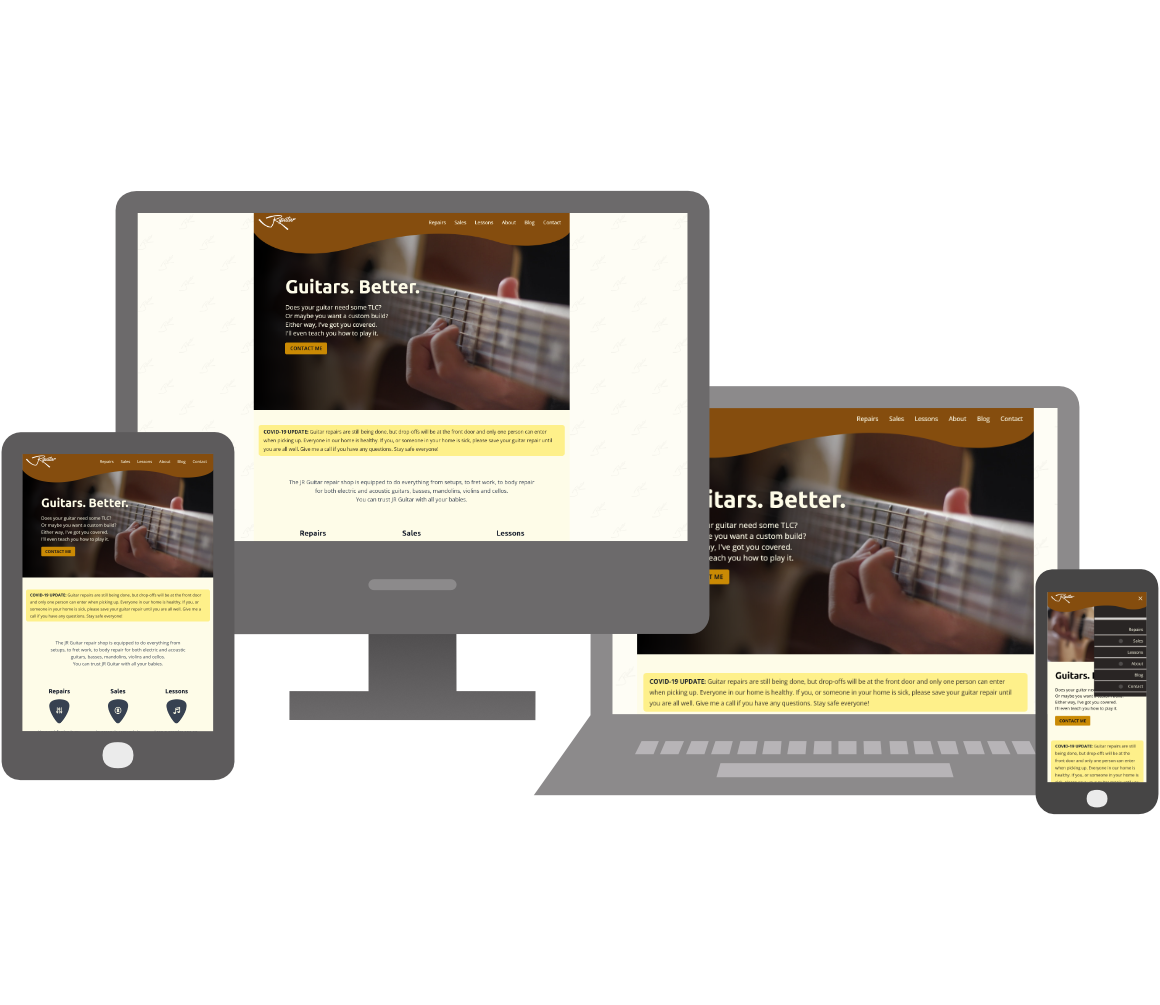 JRguitar
Repairs Sales Lessons About Blog Contact
Guitars. Better.
Does your guitar need some TLC?
Or maybe you want a custom build?
Either way, I've got you covered.
I'll even teach you how to play it.
CONTACT ME
COVID-19 UPDATE: Guitar repairs are still being done, but drop-offs will be at the front door and only one person can enter
when picking up. Everyone in our home is healthy. If you, or someone in your home is sick, please save your guitar repair until
you are all well. Give me a call if you have any questions. Stay safe everyone!
The JR Guitar repair shop is equipped to do everything from setups, to fret work, to body repair
for both electric and acoustic guitars, basses, mandolins, violins and cellos.
You can trust JR Guitar with all your babies.
Repairs Sales Lessons
JRguitar
Repairs Sales Lessons About Blog Contact
Guitars. Better.
Does your guitar need some TLC?
Or maybe you want a custom build?
Either way, I've got you covered.
I'll even teach you how to play it.
CONTACT ME
COVID-19 UPDATE: Guitar repairs are still being done, but drop-offs will be at the front door
and only one person can enter when picking up. Everyone in our home is healthy. If you, or
someone in your home is sick, please save your guitar repair until you are all well. Give me a
call if you have any questions. Stay safe everyone!
The JR Guitar repair shop is equipped to do everything from
setups, to fret work, to body repair for both electric and acoustic
guitars, basses, mandolins, violins and cellos.
You can trust JR Guitar with all your babies.
Repairs Sales Lessons
Repairs Sales Lessons About Blog Contact
itars. Better.
r guitar need some TLC?
e you want a custom build?
y, I've got you covered.
each you how to play it.
T ME
COVID-19 UPDATE: Guitar repairs are still being done, but drop-offs will be at the front door and only one person can enter
when picking up. Everyone in our home is healthy. If you, or someone in your home is sick, please save your guitar repair until
you are all well. Give me a call if you have any questions. Stay safe everyone!
JRguitar
×
Repairs
Sales
Lessons
About
Blog
Contact
Guitars.
Does your guitar
Or maybe you want
Either way, I've got you covered.
I'll even teach you how to play it.
CONTACT ME
COVID-19 UPDATE: Guitar repairs are still
being done, but drop-offs will be at the
front door and only one person can enter
when picking up. Everyone in our home is
healthy. If you, or someone in your home is